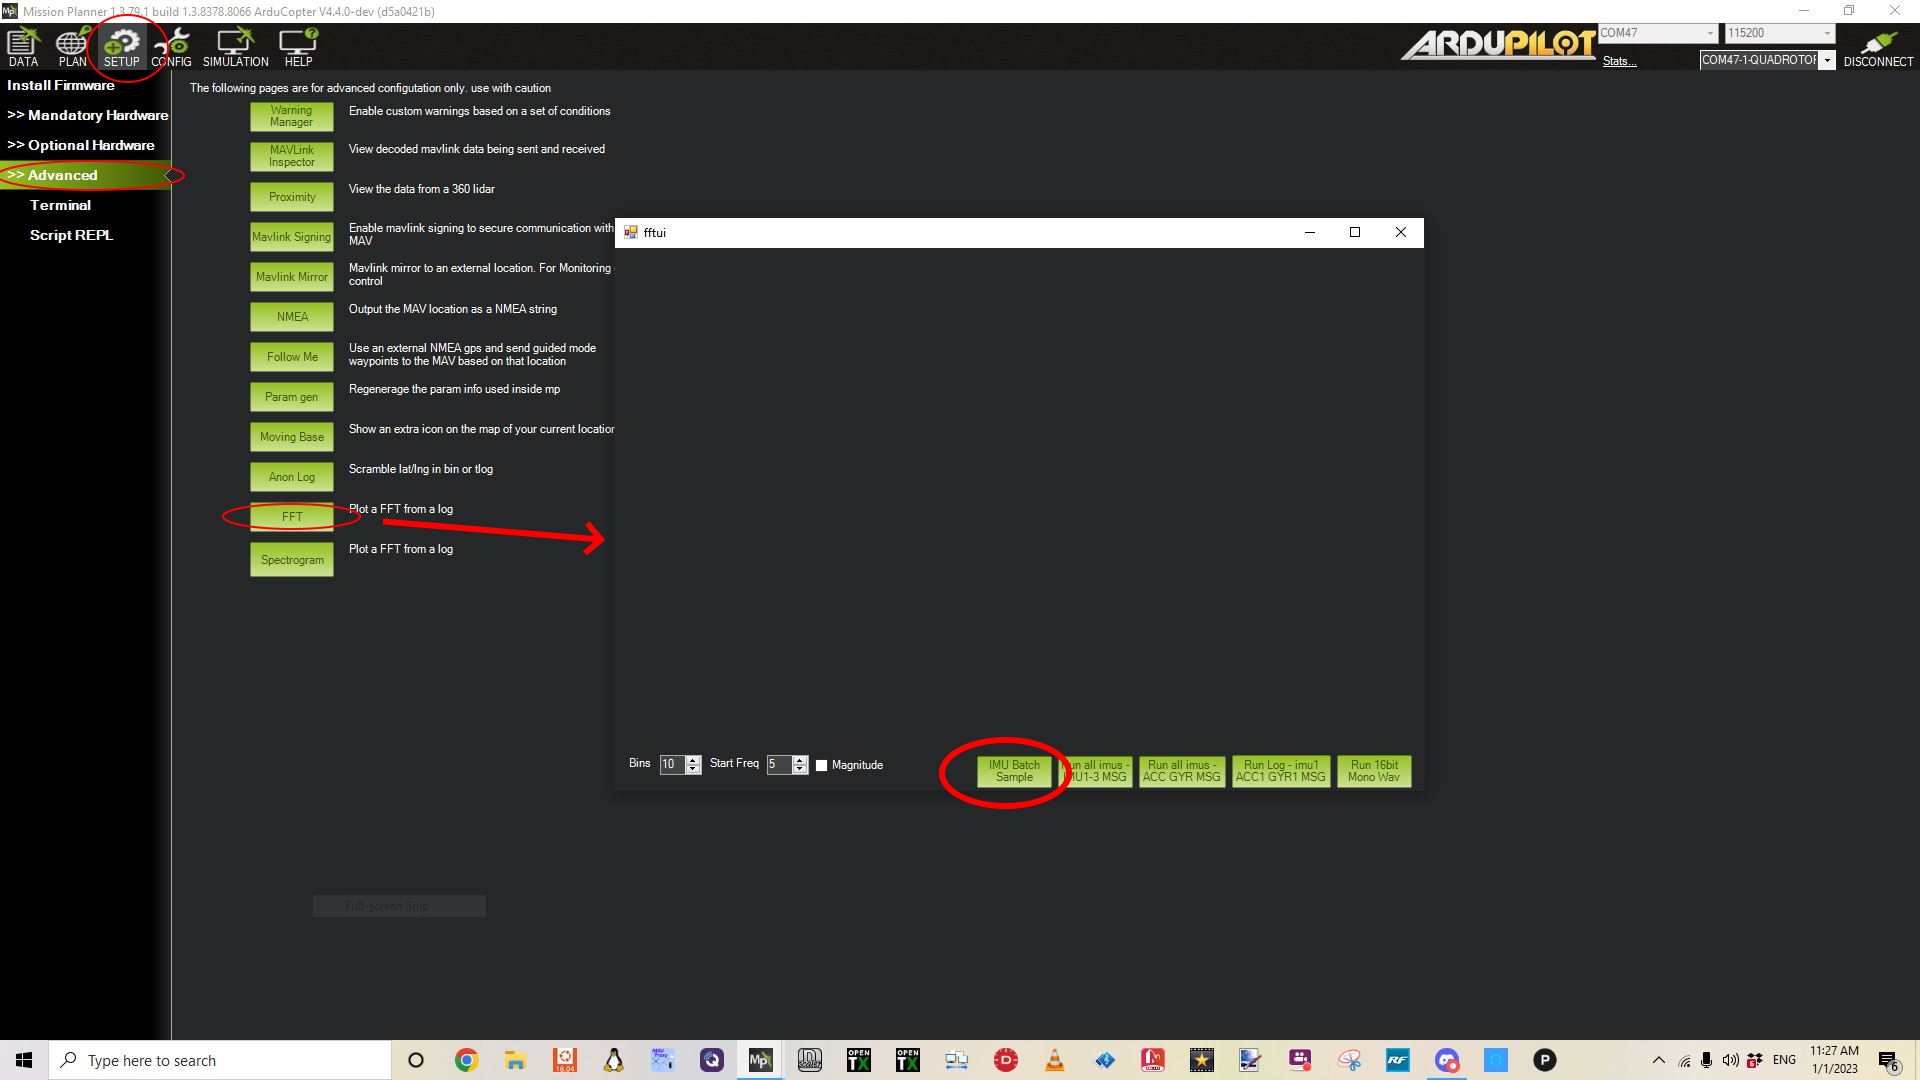 Mission Planner 1.3.79.1 build 1.3.8378.8066 ArduCopter V4.4.0-dev (d5a0421b)
DATA
PLAN
SETUP
CONFIG
SIMULATION
HELP
ARDUPILOT
COM47
115200
Stats...
COM47-1-QUADROTOR
DISCONNECT
Install Firmware
>> Mandatory Hardware
>> Optional Hardware
>> Advanced
Terminal
Script REPL
The following pages are for advanced configutation only. use with caution
Warning
Manager
Enable custom warnings based on a set of conditions
MAVLink
Inspector
View decoded mavlink data being sent and received
Proximity
View the data from a 360 lidar
Mavlink Signing
Enable mavlink signing to secure communication with
MAV
Mavlink Mirror
Mavlink mirror to an external location. For Monitoring
control
NMEA
Output the MAV location as a NMEA string
Follow Me
Use an external NMEA gps and send guided mode
waypoints to the MAV based on that location
Param gen
Regenerage the param info used inside mp
Moving Base
Show an extra icon on the map of your current location
Anon Log
Scramble lat/lng in bin or tlog
FFT
Plot a FFT from a log
Spectrogram
Plot a FFT from a log
fftui
Bins
10
Start Freq
5
Magnitude
IMU Batch
Sample
Run all imus -
IMU1-3 MSG
Run all imus -
ACC GYR MSG
Run Log - imu1
ACC1 GYR1 MSG
Run 16bit
Mono Wav
Full-screen Snip
Type here to search
18.04
OPEN
TX
OPEN
TX
RF
ENG
11:27 AM
1/1/2023
6